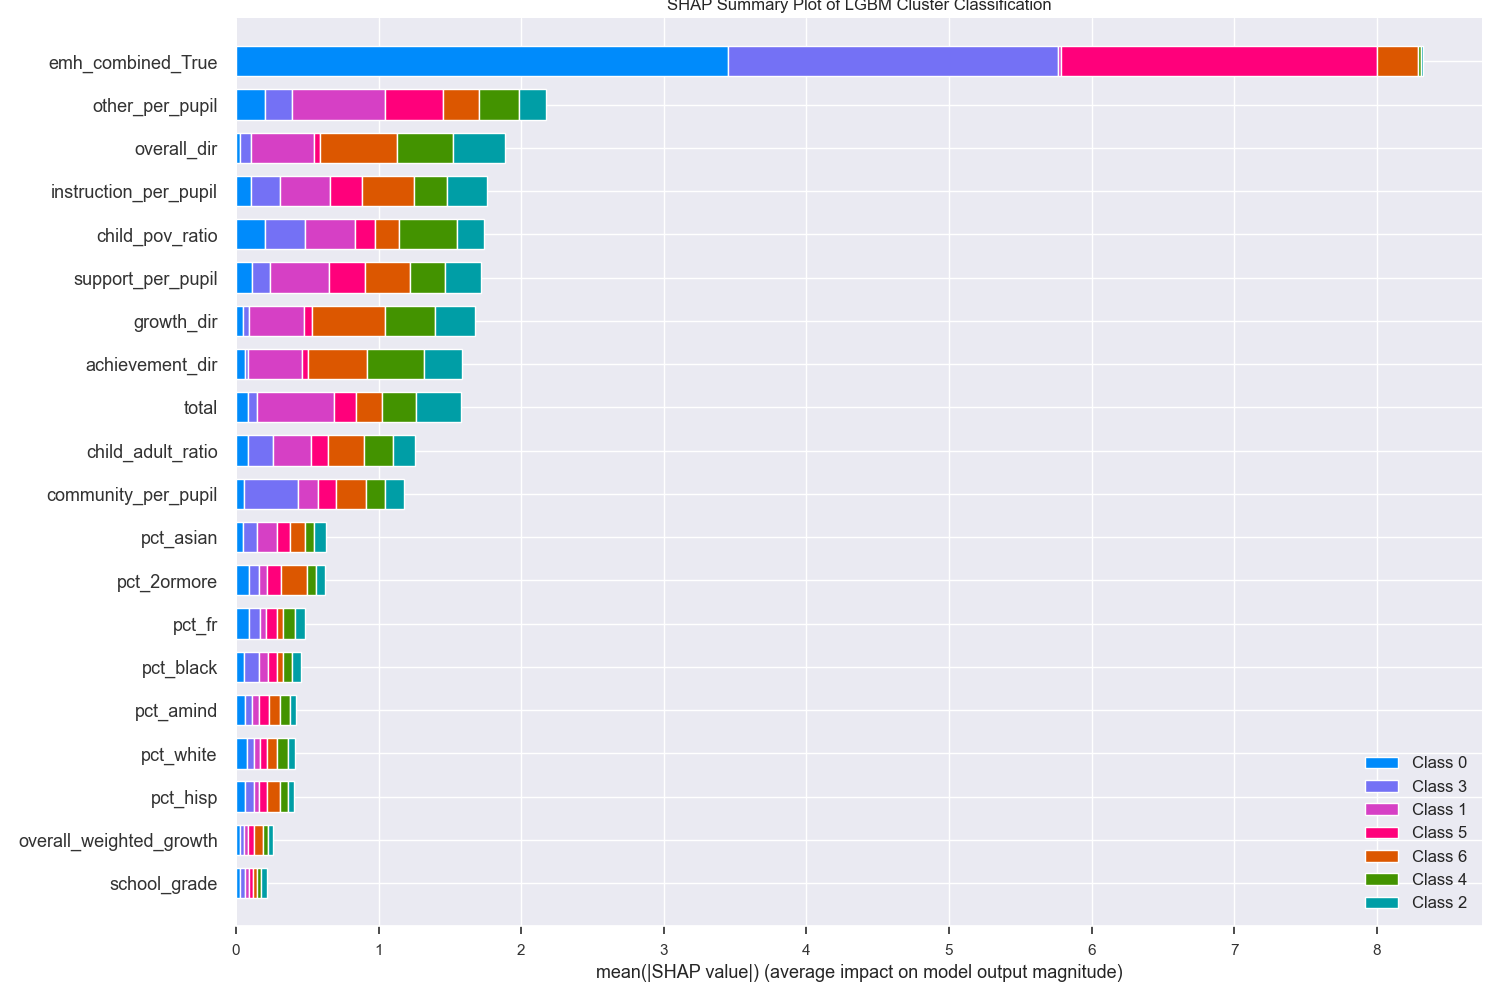 SHAP Summary Plot of LGBM Cluster Classification
emh_combined_True
other_per_pupil
overall_dir
instruction_per_pupil
child_pov_ratio
support_per_pupil
growth_dir
achievement_dir
total
child_adult_ratio
community_per_pupil
pct_asian
pct_2ormore
pct_fr
pct_black
pct_amind
pct_white
pct_hisp
overall_weighted_growth
school_grade
Class 0
Class 3
Class 1
Class 5
Class 6
Class 4
Class 2
0 1 2 3 4 5 6 7 8
mean(|SHAP value|) (average impact on model output magnitude)